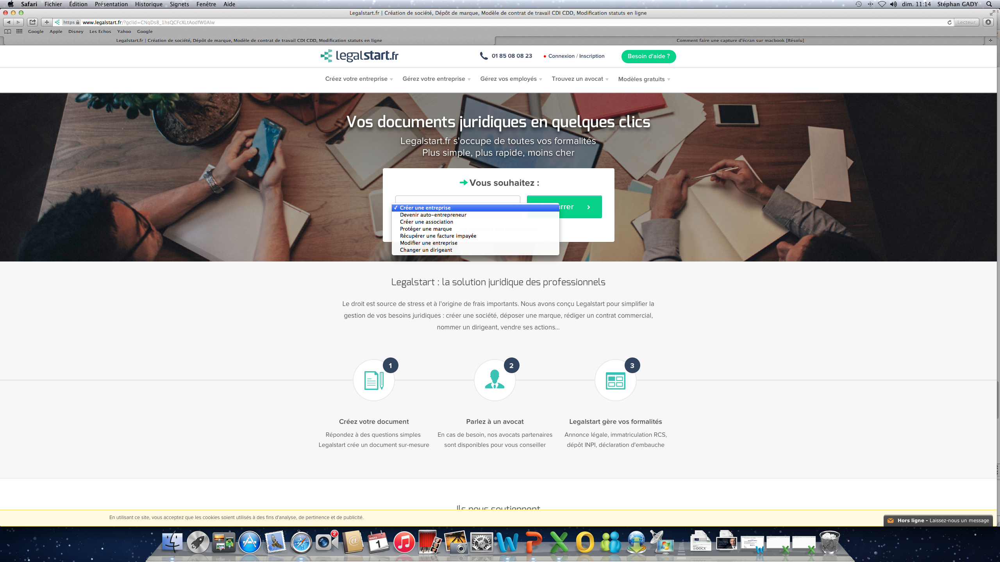 Safari Fichier Édition Présentation Historique Signets Fenêtre Aide dim. 11:14 Stéphan GADY
Legalstart.fr | Création de société, Dépôt de marque, Modèle de contrat de travail CDI CDD, Modification statuts en ligne
https www.legalstart.fr/?gclid=CNqDs8_1hsQCFcXLtAodfW0AIw Lecteur
Google Apple Disney Les Echos Yahoo Google
Legalstart.fr | Création de société, Dépôt de marque, Modèle de contrat de travail CDI CDD, Modification statuts en ligne Comment faire une capture d'écran sur macbook [Résolu]
legalstart.fr 01 85 08 08 23 Connexion / Inscription Besoin d'aide ?
Créez votre entreprise Gérez votre entreprise Gérez vos employés Trouvez un avocat Modèles gratuits
Vos documents juridiques en quelques clics
Legalstart.fr s'occupe de toutes vos formalités
Plus simple, plus rapide, moins cher
Vous souhaitez :
rrer
Créer une entreprise
Devenir auto-entrepreneur
Créer une association
Protéger une marque
Récupérer une facture impayée
Modifier une entreprise
Changer un dirigeant
Legalstart : la solution juridique des professionnels
Le droit est source de stress et à l'origine de frais importants. Nous avons conçu Legalstart pour simplifier la
gestion de vos besoins juridiques : créer une société, déposer une marque, rédiger un contrat commercial,
nommer un dirigeant, vendre ses actions...
1 2 3
Créez votre document Parlez à un avocat Legalstart gère vos formalités
Répondez à des questions simples En cas de besoin, nos avocats partenaires Annonce légale, immatriculation RCS,
Legalstart crée un document sur-mesure sont disponibles pour vous conseiller dépôt INPI, déclaration d'embauche
Ils nous soutiennent
En utilisant ce site, vous acceptez que les cookies soient utilisés à des fins d'analyse, de pertinence et de publicité.
Hors ligne - Laissez-nous un message
2
MARS
1
DOCX